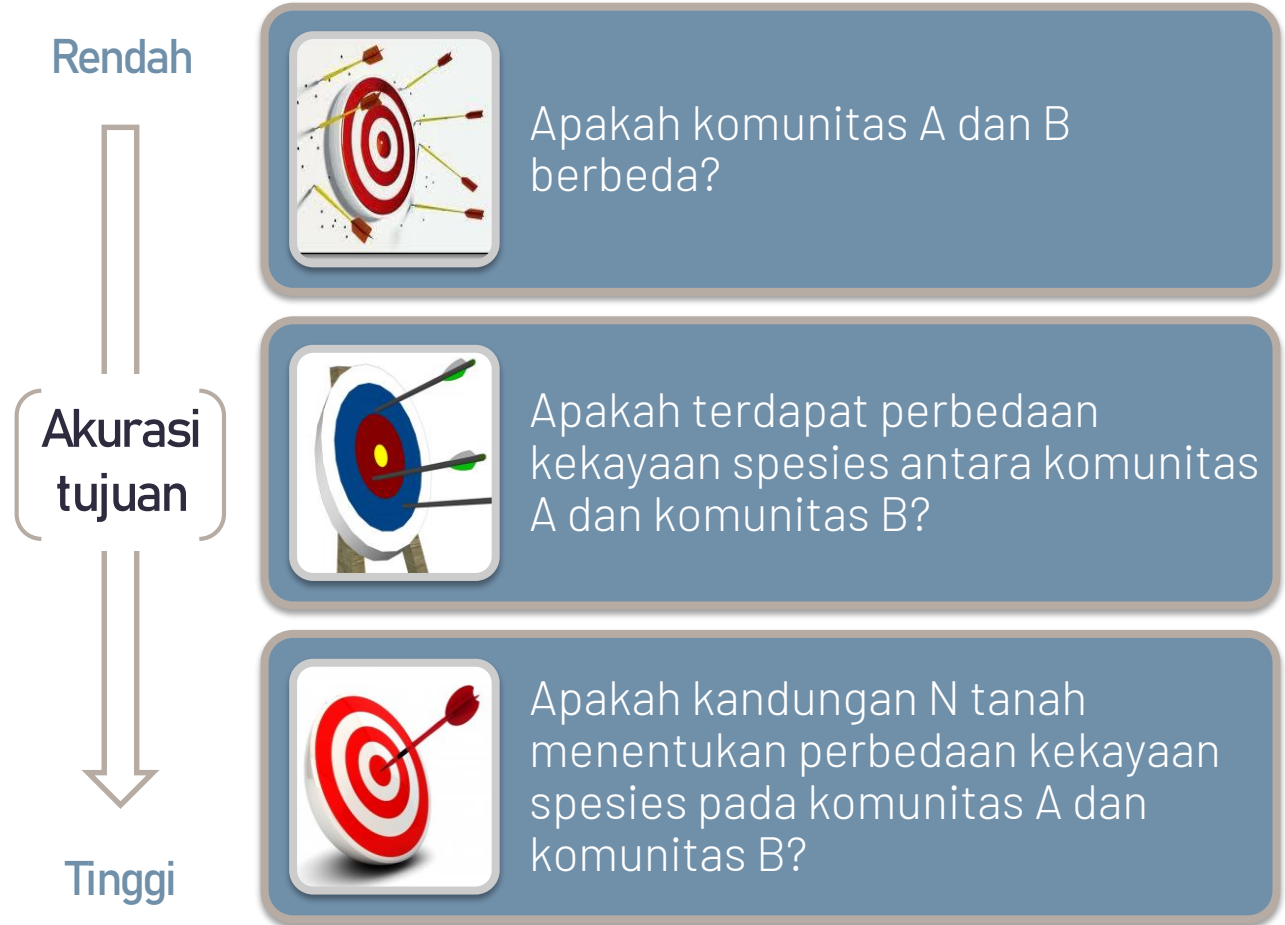 Rendah
Apakah komunitas A dan B
berbeda?
Akurasi
tujuan
Apakah terdapat perbedaan
kekayaan spesies antara komunitas
A dan komunitas B?
Apakah kandungan N tanah
menentukan perbedaan kekayaan
spesies pada komunitas A dan
komunitas B?
Tinggi